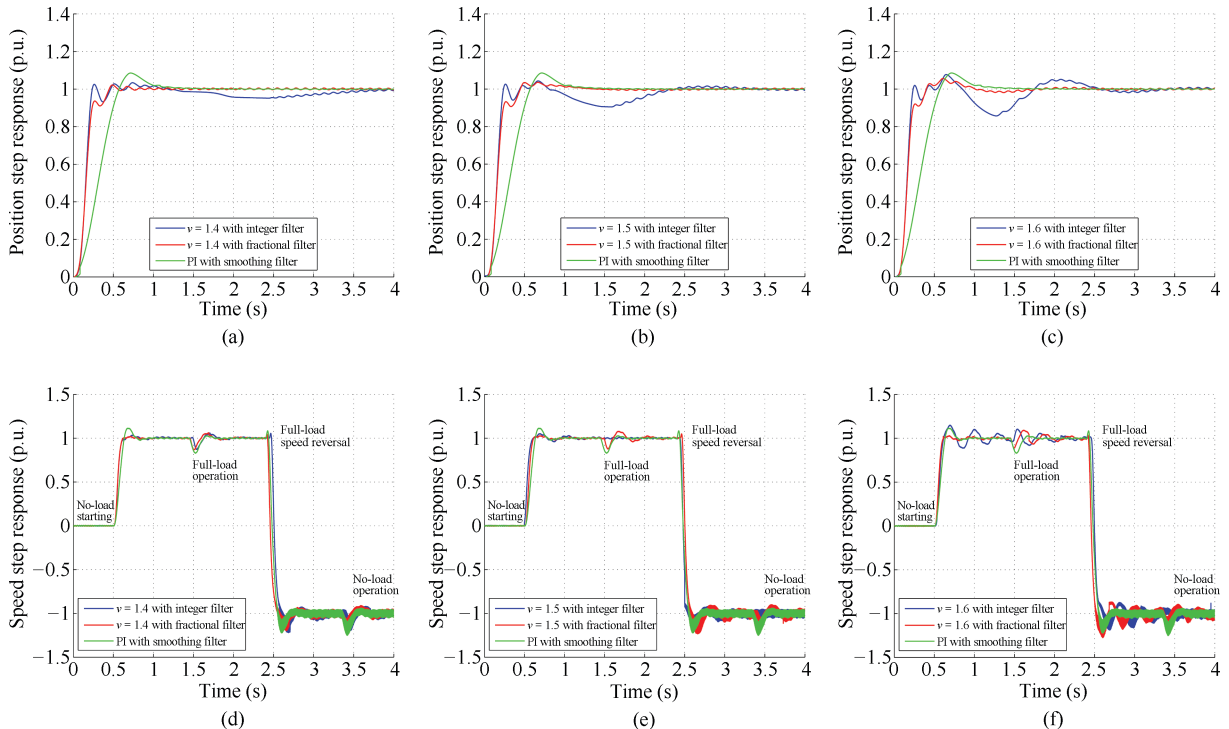 1.4
1.2
1
0.8
0.6
0.4
0.2
0
Position step response (p.u.)
v = 1.4 with integer filter
v = 1.4 with fractional filter
PI with smoothing filter
0 0.5 1 1.5 2 2.5 3 3.5 4
Time (s)
(a)
1.4
1.2
1
0.8
0.6
0.4
0.2
0
Position step response (p.u.)
v = 1.5 with integer filter
v = 1.5 with fractional filter
PI with smoothing filter
0 0.5 1 1.5 2 2.5 3 3.5 4
Time (s)
(b)
1.4
1.2
1
0.8
0.6
0.4
0.2
0
Position step response (p.u.)
v = 1.6 with integer filter
v = 1.6 with fractional filter
PI with smoothing filter
0 0.5 1 1.5 2 2.5 3 3.5 4
Time (s)
(c)
1.5
1
0.5
0
−0.5
−1
−1.5
Speed step response (p.u.)
Full-load
speed reversal
Full-load
operation
No-load
starting
No-load
operation
v = 1.4 with integer filter
v = 1.4 with fractional filter
PI with smoothing filter
0 0.5 1 1.5 2 2.5 3 3.5 4
Time (s)
(d)
1.5
1
0.5
0
−0.5
−1
−1.5
Speed step response (p.u.)
Full-load
speed reversal
Full-load
operation
No-load
starting
No-load
operation
v = 1.5 with integer filter
v = 1.5 with fractional filter
PI with smoothing filter
0 0.5 1 1.5 2 2.5 3 3.5 4
Time (s)
(e)
1.5
1
0.5
0
−0.5
−1
−1.5
Speed step response (p.u.)
Full-load
speed reversal
Full-load
operation
No-load
starting
No-load
operation
v = 1.6 with integer filter
v = 1.6 with fractional filter
PI with smoothing filter
0 0.5 1 1.5 2 2.5 3 3.5 4
Time (s)
(f)